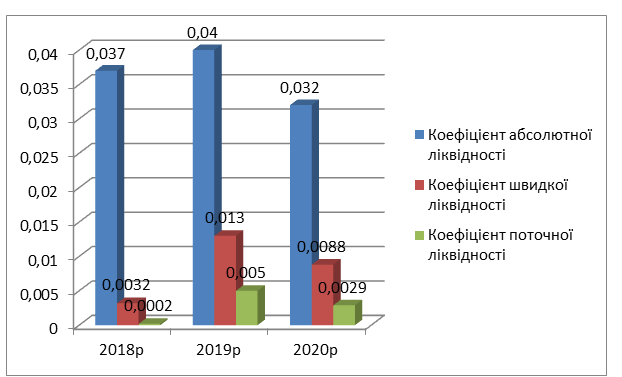 0,04
0,035
0,03
0,025
0,02
0,015
0,01
0,005
0
0,037
0,0032
0,0002
0,04
0,013
0,005
0,032
0,0088
0,0029
2018р
2019р
2020р
Коефіцієнт абсолютної
ліквідності
Коефіцієнт швидкої
ліквідності
Коефіцієнт поточної
ліквідності